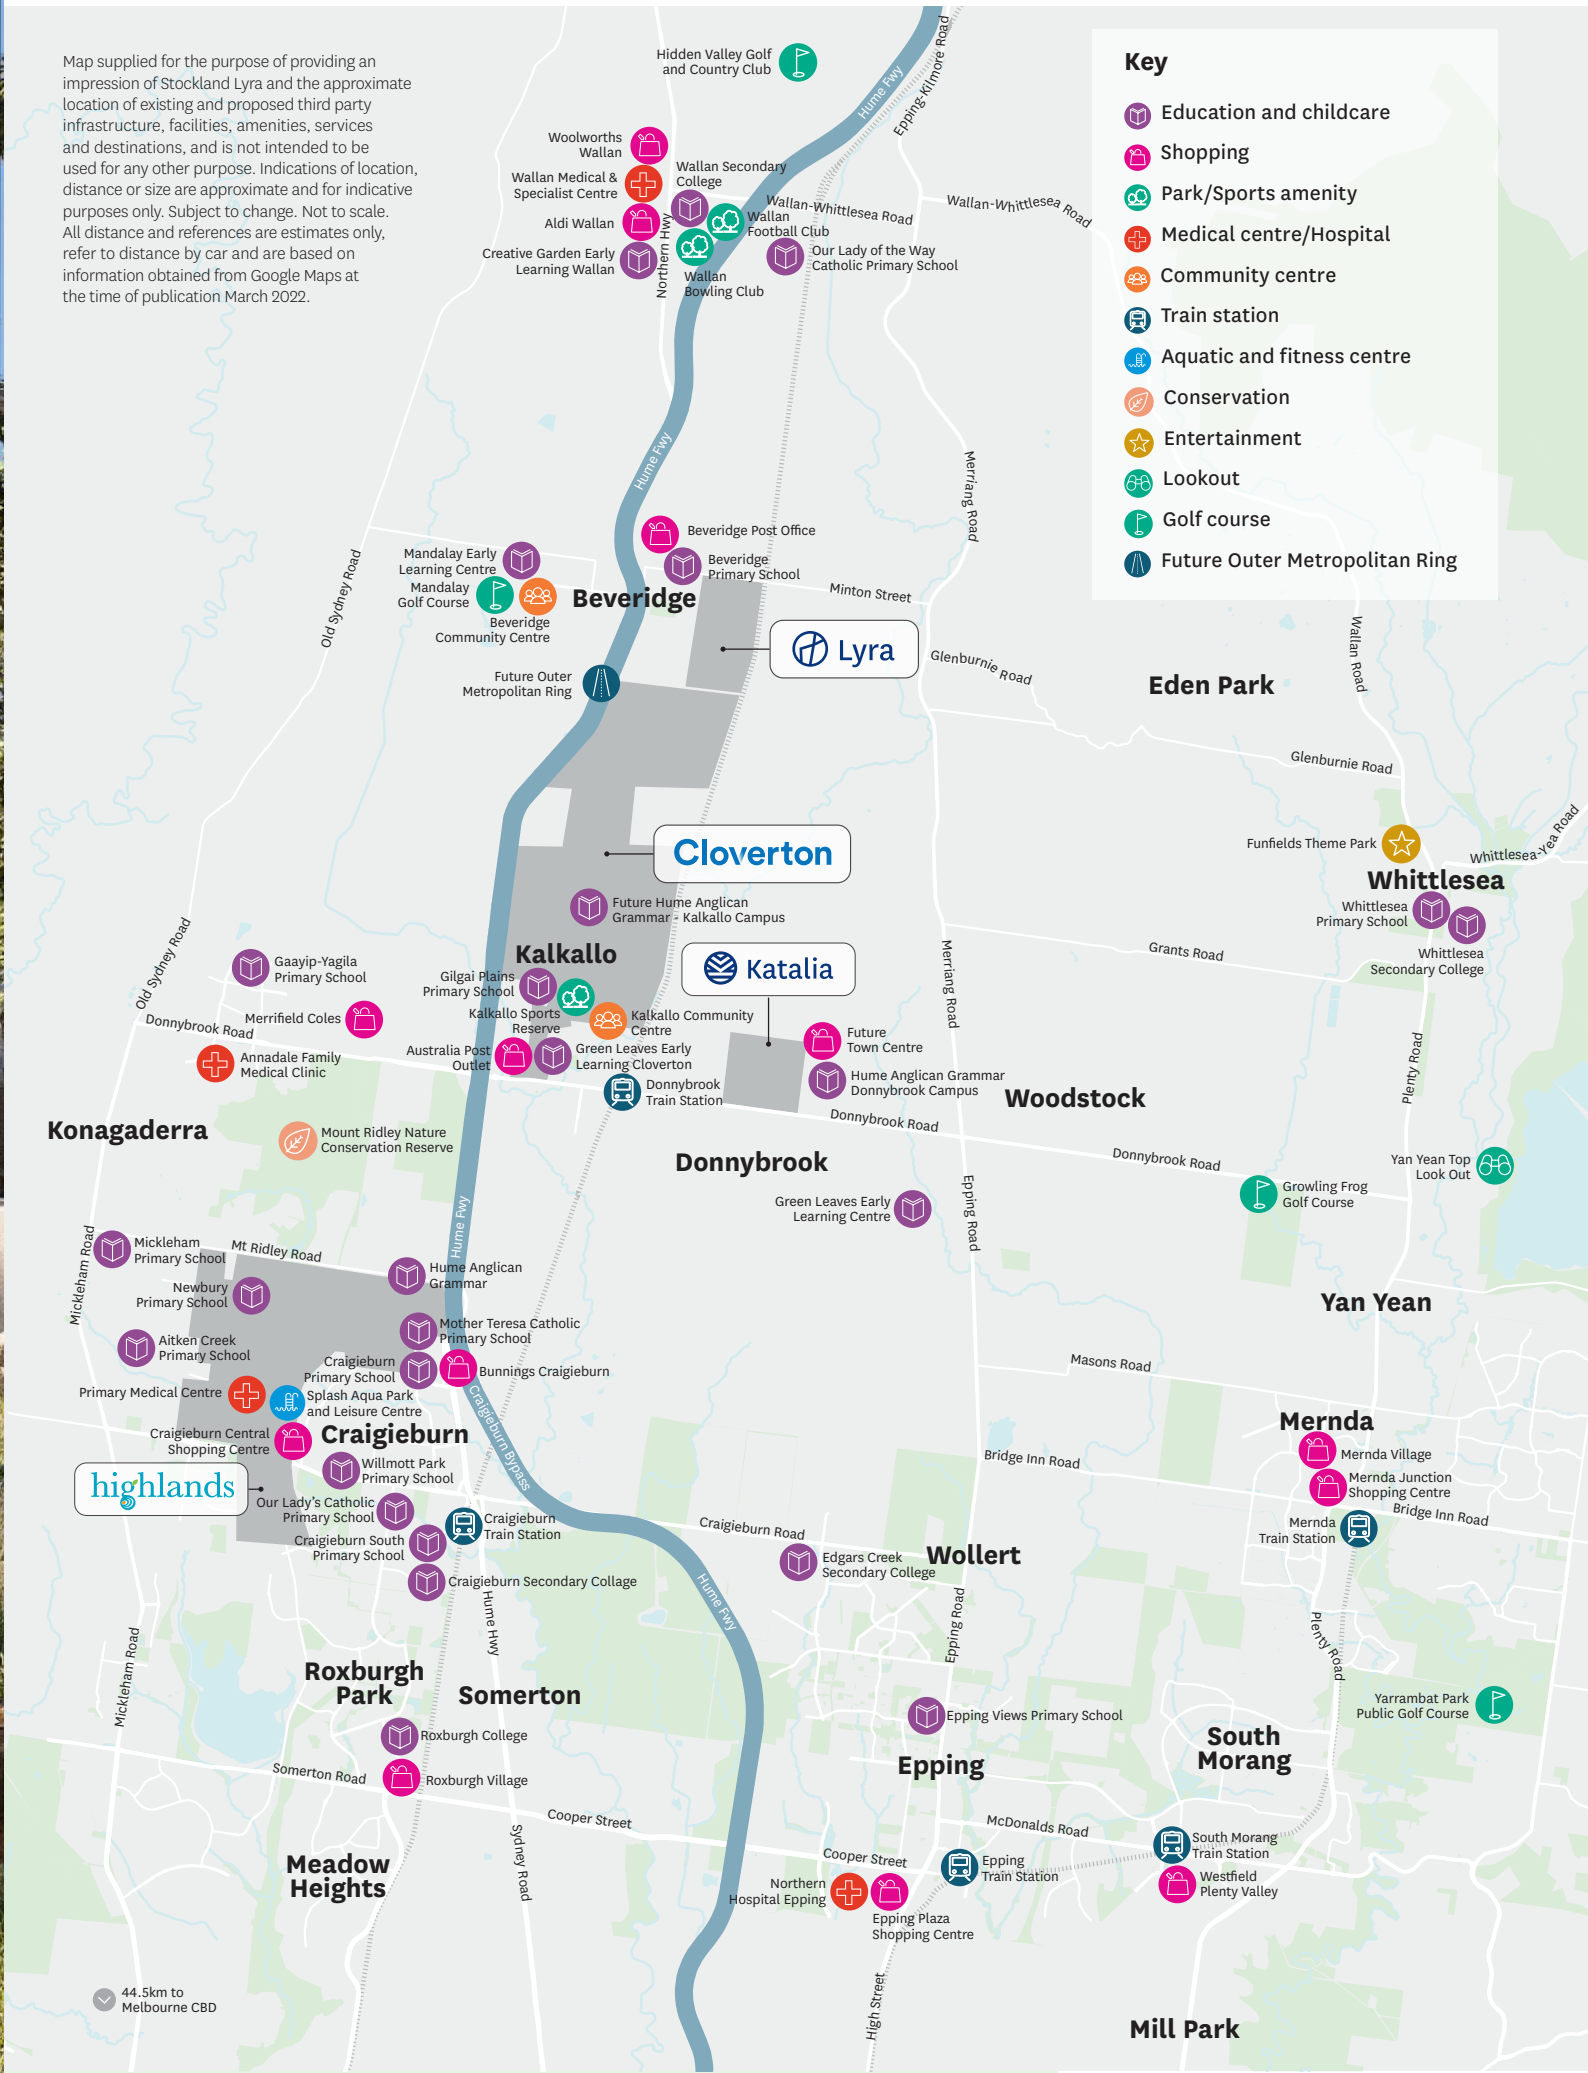 Map supplied for the purpose of providing an
impression of Stockland Lyra and the approximate
location of existing and proposed third party
infrastructure, facilities, amenities, services
and destinations, and is not intended to be
used for any other purpose. Indications of location,
distance or size are approximate and for indicative
purposes only. Subject to change. Not to scale.
All distance and references are estimates only,
refer to distance by car and are based on
information obtained from Google Maps at
the time of publication March 2022.
Key
Education and childcare
Shopping
Park/Sports amenity
Medical centre/Hospital
Community centre
Train station
Aquatic and fitness centre
Conservation
Entertainment
Lookout
Golf course
Future Outer Metropolitan Ring
Hidden Valley Golf
and Country Club
Hume Fwy
Epping-Kilmore Road
Woolworths
Wallan
Wallan Medical &
Specialist Centre
Wallan Secondary
College
Aldi Wallan
Northern Hwy
Wallan
Football Club
Wallan-Whittlesea Road
Wallan-Whittlesea Road
Creative Garden Early
Learning Wallan
Wallan
Bowling Club
Our Lady of the Way
Catholic Primary School
Hume Fwy
Merriang Road
Beveridge Post Office
Beveridge
Primary School
Mandalay Early
Learning Centre
Mandalay
Golf Course
Beveridge
Beveridge
Community Centre
Old Sydney Road
Minton Street
Lyra
Glenburnie Road
Wallan Road
Future Outer
Metropolitan Ring
Eden Park
Glenburnie Road
Cloverton
Funfields Theme Park
Whittlesea-Yea Road
Whittlesea
Whittlesea
Primary School
Whittlesea
Secondary College
Future Hume Anglican
Grammar - Kalkallo Campus
Kalkallo
Gilgai Plains
Primary School
Kalkallo Sports
Reserve
Kalkallo Community
Centre
Katalia
Grants Road
Merriang Road
Old Sydney Road
Gaayip-Yagila
Primary School
Merrifield Coles
Donnybrook Road
Annadale Family
Medical Clinic
Australia Post
Outlet
Green Leaves Early
Learning Cloverton
Donnybrook
Train Station
Future
Town Centre
Hume Anglican Grammar
Donnybrook Campus
Woodstock
Plenty Road
Donnybrook Road
Konagaderra
Mount Ridley Nature
Conservation Reserve
Donnybrook
Donnybrook Road
Yan Yean Top
Look Out
Growling Frog
Golf Course
Green Leaves Early
Learning Centre
Epping Road
Hume Fwy
Mickleham Road
Mickleham
Primary School
Mt Ridley Road
Newbury
Primary School
Hume Anglican
Grammar
Yan Yean
Mother Teresa Catholic
Primary School
Aitken Creek
Primary School
Craigieburn
Primary School
Bunnings Craigieburn
Masons Road
Primary Medical Centre
Splash Aqua Park
and Leisure Centre
Craigieburn Bypass
Craigieburn Central
Shopping Centre
Craigieburn
Mernda
Mernda Village
Bridge Inn Road
Willmott Park
Primary School
highlands
Mernda Junction
Shopping Centre
Bridge Inn Road
Our Lady's Catholic
Primary School
Craigieburn
Train Station
Craigieburn Road
Mernda
Train Station
Craigieburn South
Primary School
Wollert
Edgars Creek
Secondary College
Craigieburn Secondary Collage
Hume Hwy
Hume Fwy
Epping Road
Plenty Road
Mickleham Road
Roxburgh
Park
Somerton
Yarrambat Park
Public Golf Course
Roxburgh College
Epping Views Primary School
South
Morang
Epping
Somerton Road
Roxburgh Village
Cooper Street
McDonalds Road
South Morang
Train Station
Sydney Road
Cooper Street
Epping
Train Station
Meadow
Heights
Northern
Hospital Epping
Westfield
Plenty Valley
Epping Plaza
Shopping Centre
44.5km to
Melbourne CBD
High Street
Mill Park